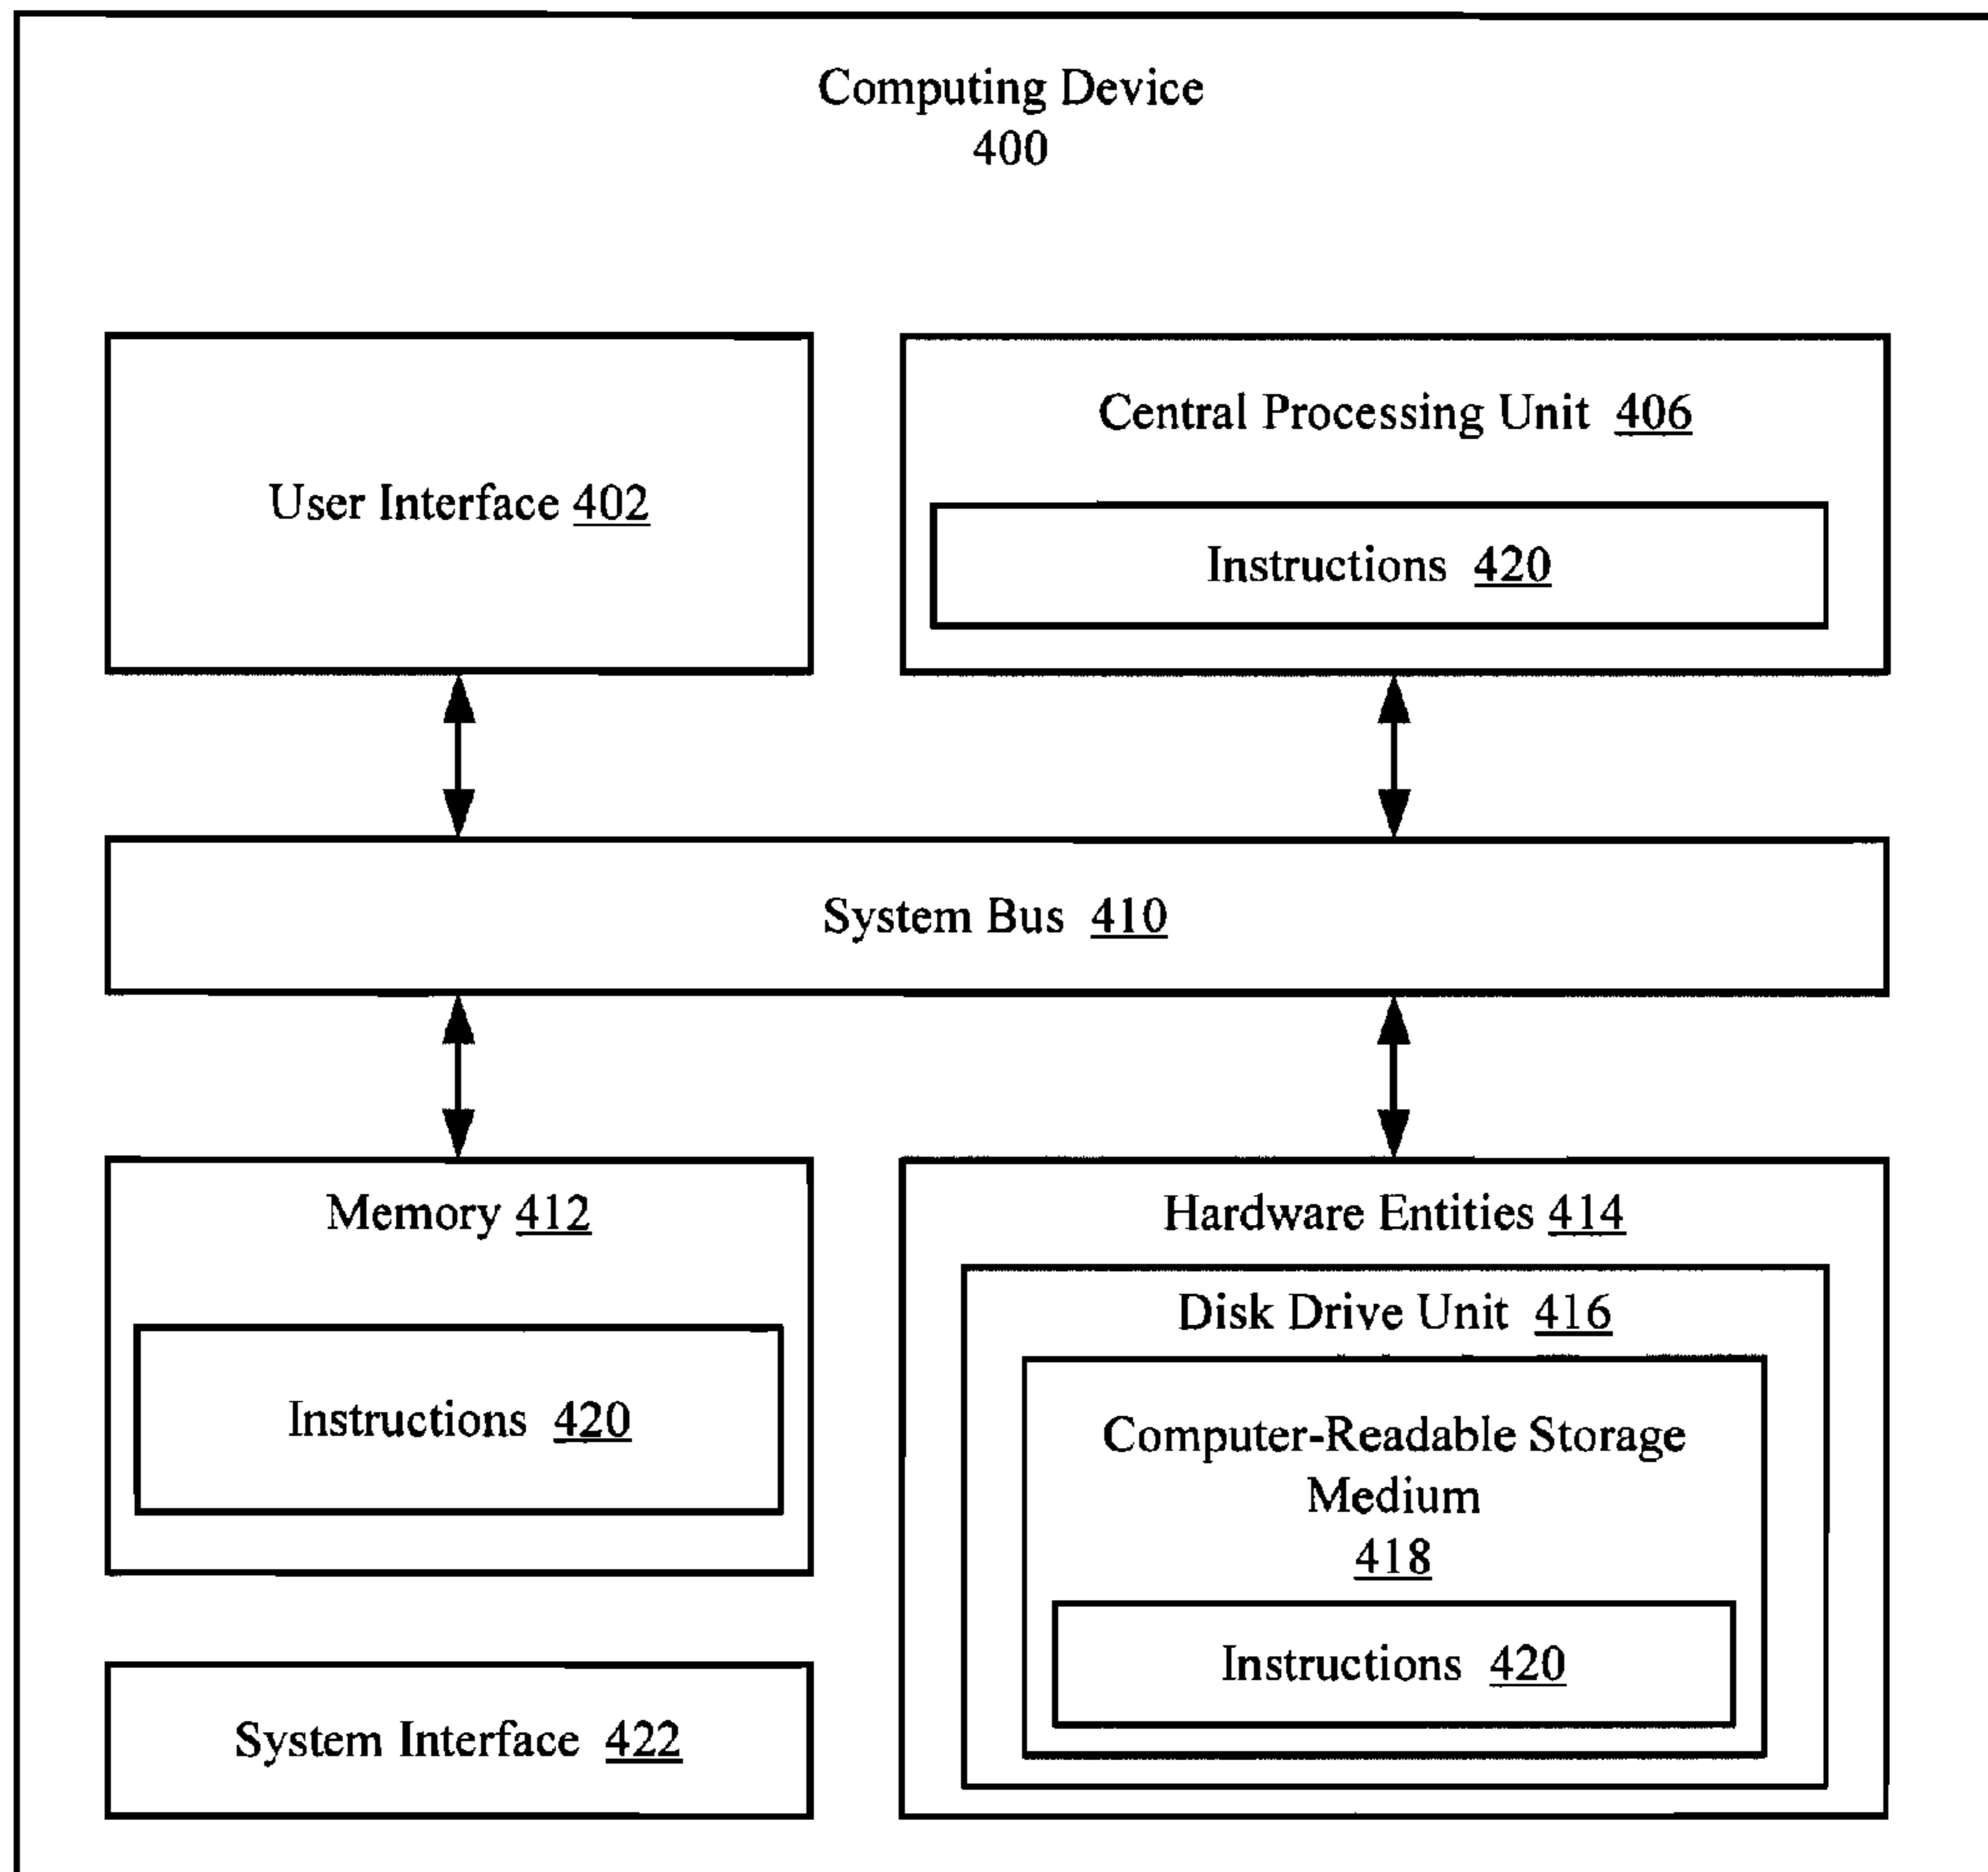 Computing Device
400
User Interface 402
Central Processing Unit 406
Instructions 420
System Bus 410
Memory 412
Instructions 420
Hardware Entities 414
Disk Drive Unit 416
Computer-Readable Storage
Medium
418
Instructions 420
System Interface 422